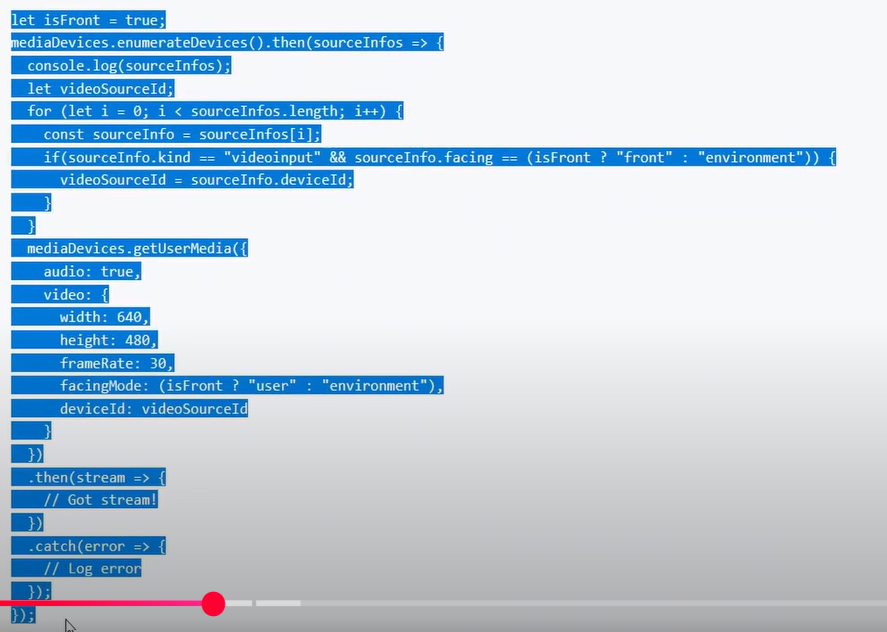 let isFront = true;
mediaDevices.enumerateDevices().then(sourceInfos => {
  console.log(sourceInfos);
  let videoSourceId;
  for (let i = 0; i < sourceInfos.length; i++) {
    const sourceInfo = sourceInfos[i];
    if(sourceInfo.kind == "videoinput" && sourceInfo.facing == (isFront ? "front" : "environment")) {
      videoSourceId = sourceInfo.deviceId;
    }
  }
  mediaDevices.getUserMedia({
    audio: true,
    video: {
      width: 640,
      height: 480,
      frameRate: 30,
      facingMode: (isFront ? "user" : "environment"),
      deviceId: videoSourceId
    }
  })
  .then(stream => {
    // Got stream!
  })
  .catch(error => {
    // Log error
  });
});